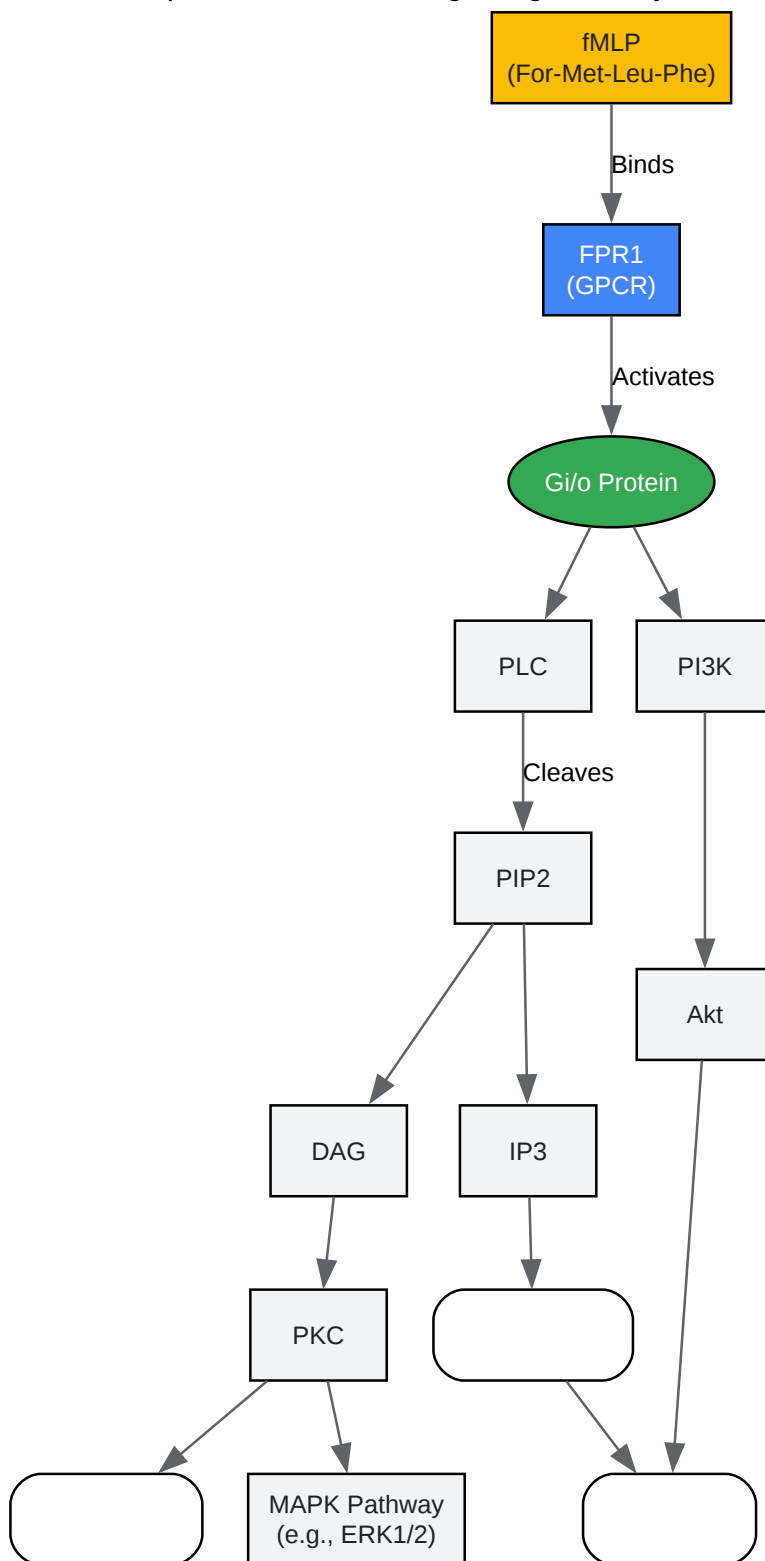 fMLP
(For-Met-Leu-Phe)
Binds
FPR1
(GPCR)
Activates
Gi/o Protein
PLC
PI3K
Cleaves
PIP2
Akt
DAG
IP3
PKC
MAPK Pathway
(e.g., ERK1/2)